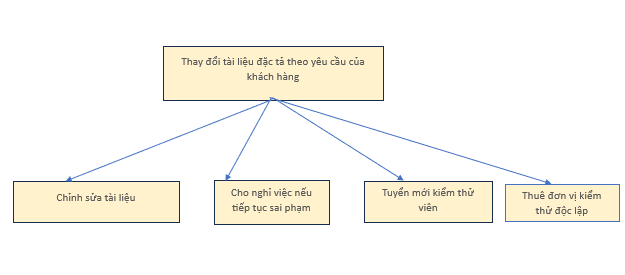 Thay đổi tài liệu đặc tả theo yêu cầu của
khách hàng
Chỉnh sửa tài liệu
Cho nghỉ việc nếu
tiếp tục sai phạm
Tuyển mới kiểm thử
viên
Thuê đơn vị kiểm
thử độc lập